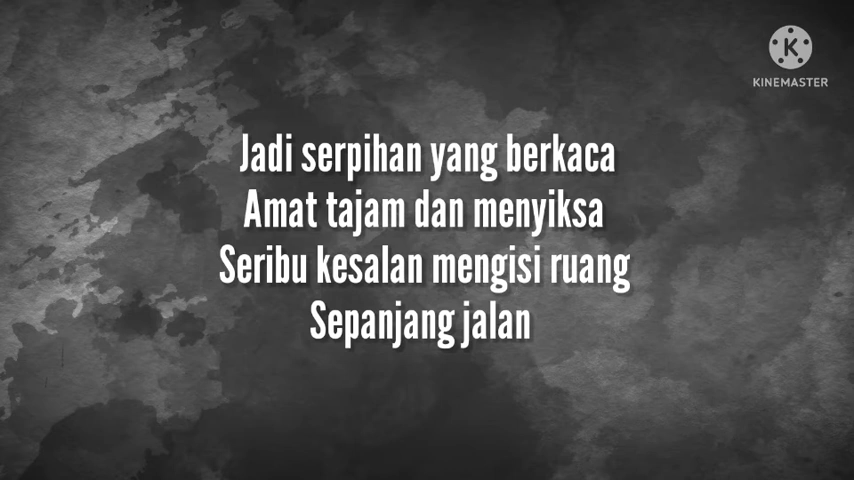 K
KINEMASTER
Jadi serpihan yang berkaca
Amat tajam dan menyiksa
Seribu kesalan mengisi ruang
Sepanjang jalan